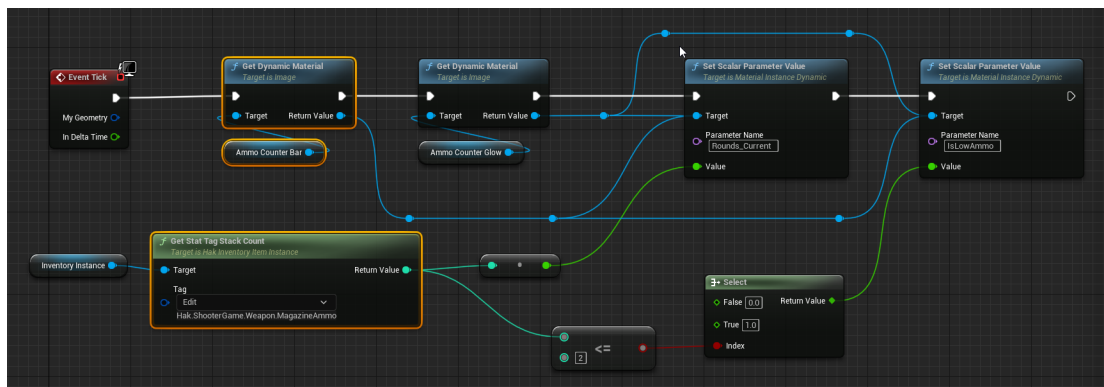 Event Tick
My Geometry
In Delta Time
Get Dynamic Material
Target is Image
Target
Return Value
Ammo Counter Bar
Get Dynamic Material
Target is Image
Target
Return Value
Ammo Counter Glow
Set Scalar Parameter Value
Target is Material Instance Dynamic
Target
Parameter Name
Rounds_Current
Value
Set Scalar Parameter Value
Target is Material Instance Dynamic
Target
Parameter Name
IsLowAmmo
Value
Inventory Instance
Get Stat Tag Stack Count
Target is Hak Inventory Item Instance
Target
Return Value
Tag
Edit
Hak.ShooterGame.Weapon.MagazineAmmo
<=
2
Select
False 0.0
Return Value
True 1.0
Index